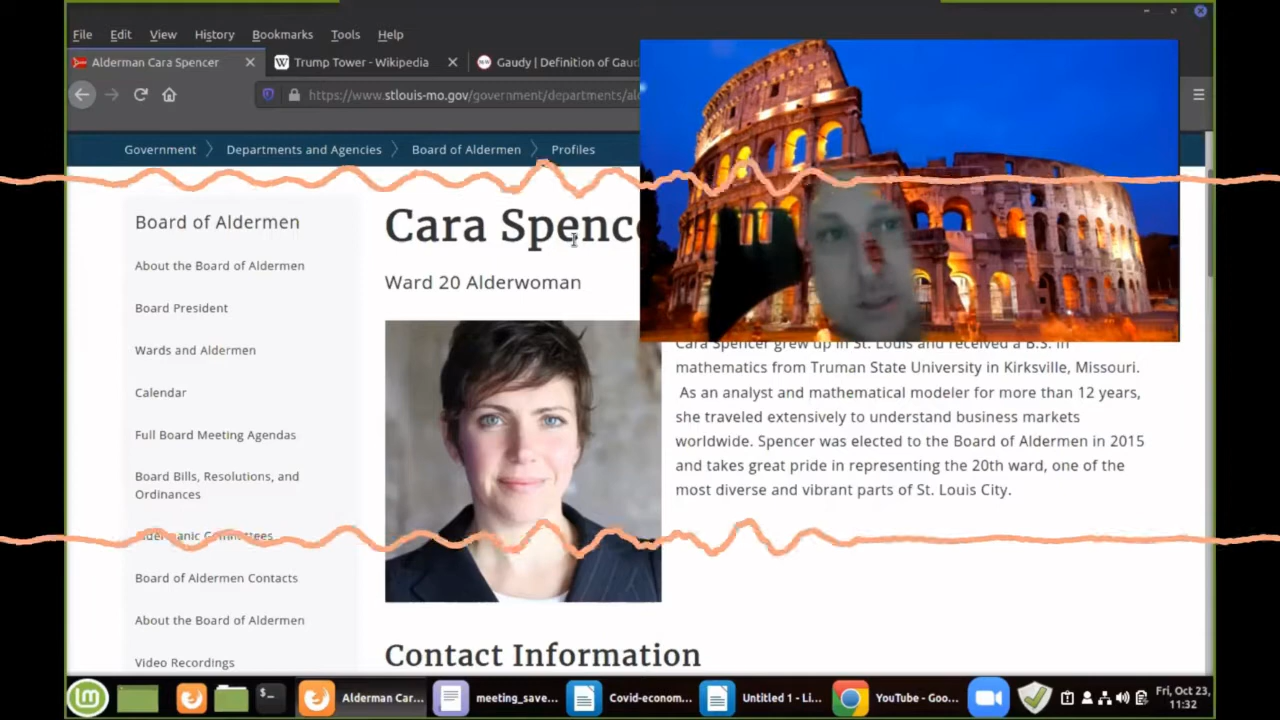 File Edit View History Bookmarks Tools Help
Alderman Cara Spencer
Trump Tower - Wikipedia
Gaudy | Definition of Gaud
https://www.stlouis-mo.gov/government/departments/al
Government
Departments and Agencies
Board of Aldermen
Profiles
Board of Aldermen
About the Board of Aldermen
Board President
Wards and Aldermen
Calendar
Full Board Meeting Agendas
Board Bills, Resolutions, and
Ordinances
Aldermanic Committees
Board of Aldermen Contacts
About the Board of Aldermen
Video Recordings
Cara Spence
Ward 20 Alderwoman
Cara Spencer grew up in St. Louis and received a B.S. in
mathematics from Truman State University in Kirksville, Missouri.
As an analyst and mathematical modeler for more than 12 years,
she traveled extensively to understand business markets
worldwide. Spencer was elected to the Board of Aldermen in 2015
and takes great pride in representing the 20th ward, one of the
most diverse and vibrant parts of St. Louis City.
Contact Information
Alderman Car...
meeting_save...
Covid-econom...
Untitled 1 - Li...
YouTube - Goo...
Fri, Oct 23,
11:32